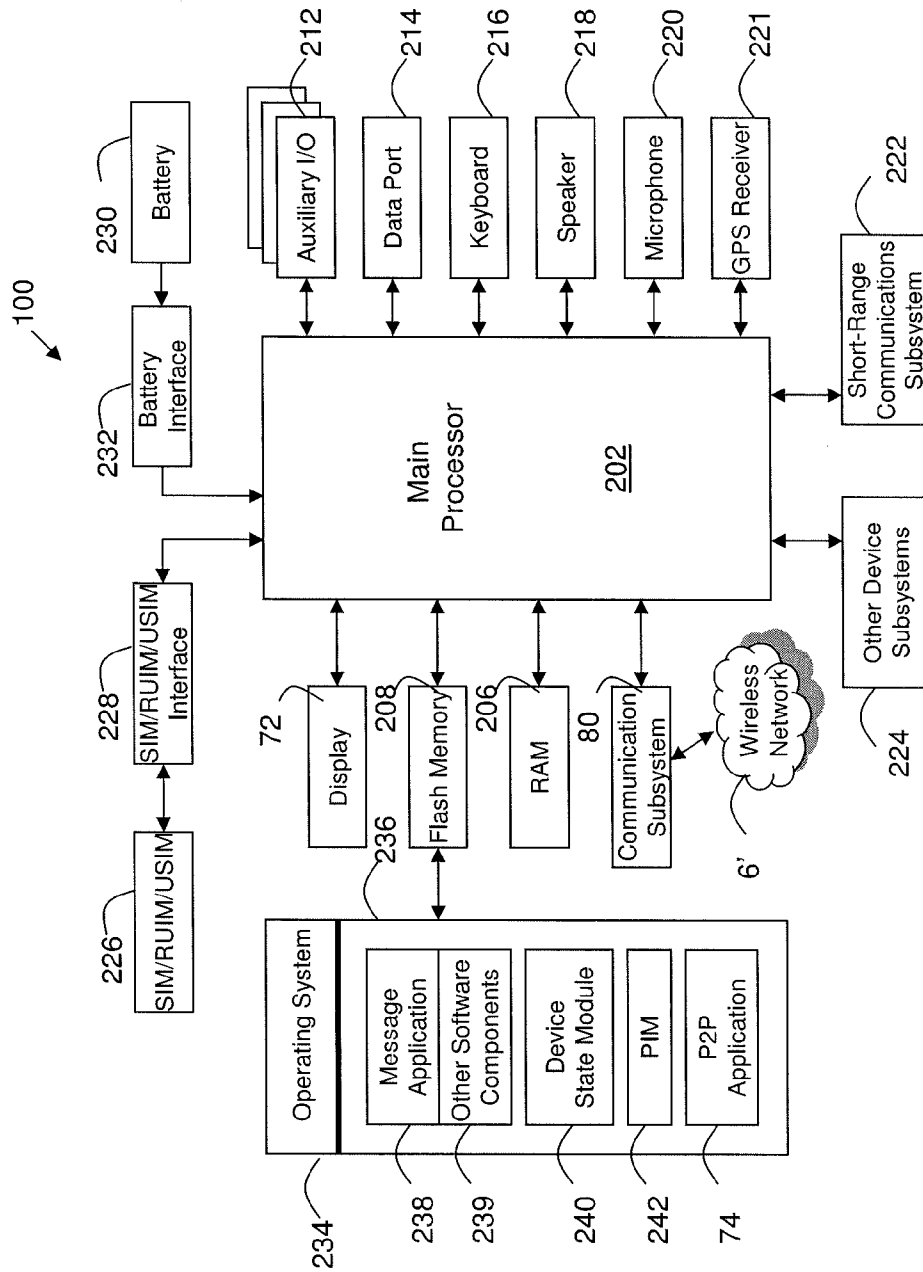 100
226
SIM/RUIM/USIM
228
SIM/RUIM/USIM
Interface
232
Battery
Interface
230
Battery
234
Operating System
236
238
Message
Application
239
Other Software
Components
240
Device
State Module
242
PIM
74
P2P
Application
72
Display
208
Flash Memory
206
RAM
80
Communication
Subsystem
6'
Wireless
Network
Main
Processor
202
Auxiliary I/O
212
Data Port
214
Keyboard
216
Speaker
218
Microphone
220
GPS Receiver
221
224
Other Device
Subsystems
222
Short-Range
Communications
Subsystem